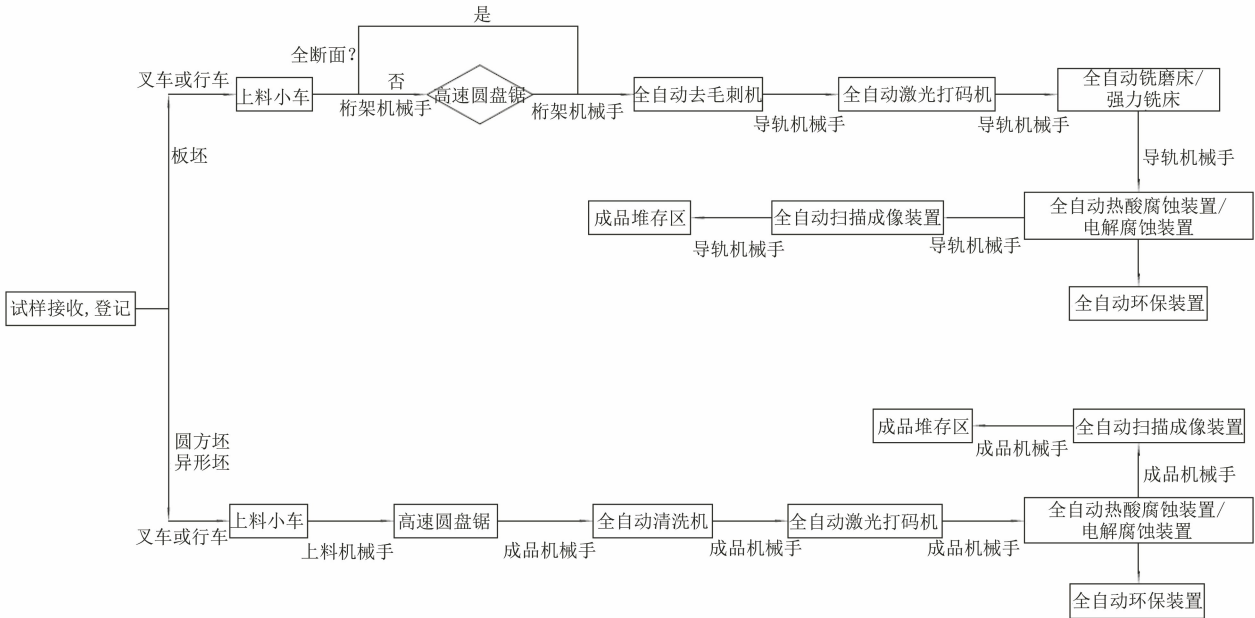 是
全断面?
叉车或行车
否
上料小车
高速圆盘锯
桁架机械手
桁架机械手
全自动去毛刺机
导轨机械手
全自动激光打码机
导轨机械手
全自动铣磨床/
强力铣床
板坯
导轨机械手
成品堆存区
导轨机械手
全自动扫描成像装置
导轨机械手
全自动热酸腐蚀装置/
电解腐蚀装置
全自动环保装置
试样接收,登记
圆方坯
异形坯
成品堆存区
成品机械手
全自动扫描成像装置
成品机械手
叉车或行车
上料小车
上料机械手
高速圆盘锯
成品机械手
全自动清洗机
成品机械手
全自动激光打码机
成品机械手
全自动热酸腐蚀装置/
电解腐蚀装置
全自动环保装置